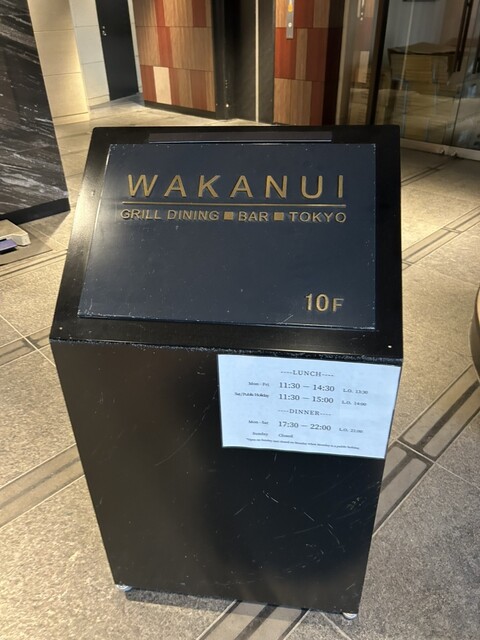 WAKANUI
GRILL DINING ■ BAR ■ TOKYO
10F
----LUNCH----
Mon - Fri 11:30 — 14:30 L.O. 13:30
Sat/Public Holiday 11:30 — 15:00 L.O. 14:00
----DINNER----
Mon - Sat 17:30 — 22:00 L.O. 21:00
Sunday Closed